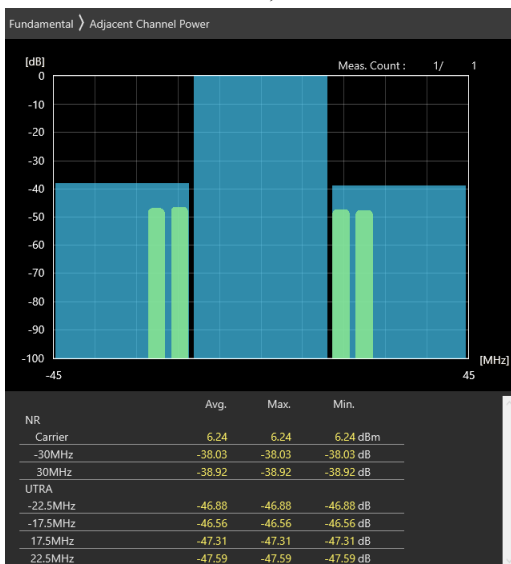 Fundamental ⟩ Adjacent Channel Power
[dB] Meas. Count : 1/ 1
0
-10
-20
-30
-40
-50
-60
-70
-80
-90
-100 [MHz]
-45 45
Avg. Max. Min.
NR
Carrier 6.24 6.24 6.24 dBm
-30MHz -38.03 -38.03 -38.03 dB
30MHz -38.92 -38.92 -38.92 dB
UTRA
-22.5MHz -46.88 -46.88 -46.88 dB
-17.5MHz -46.56 -46.56 -46.56 dB
17.5MHz -47.31 -47.31 -47.31 dB
22.5MHz -47.59 -47.59 -47.59 dB